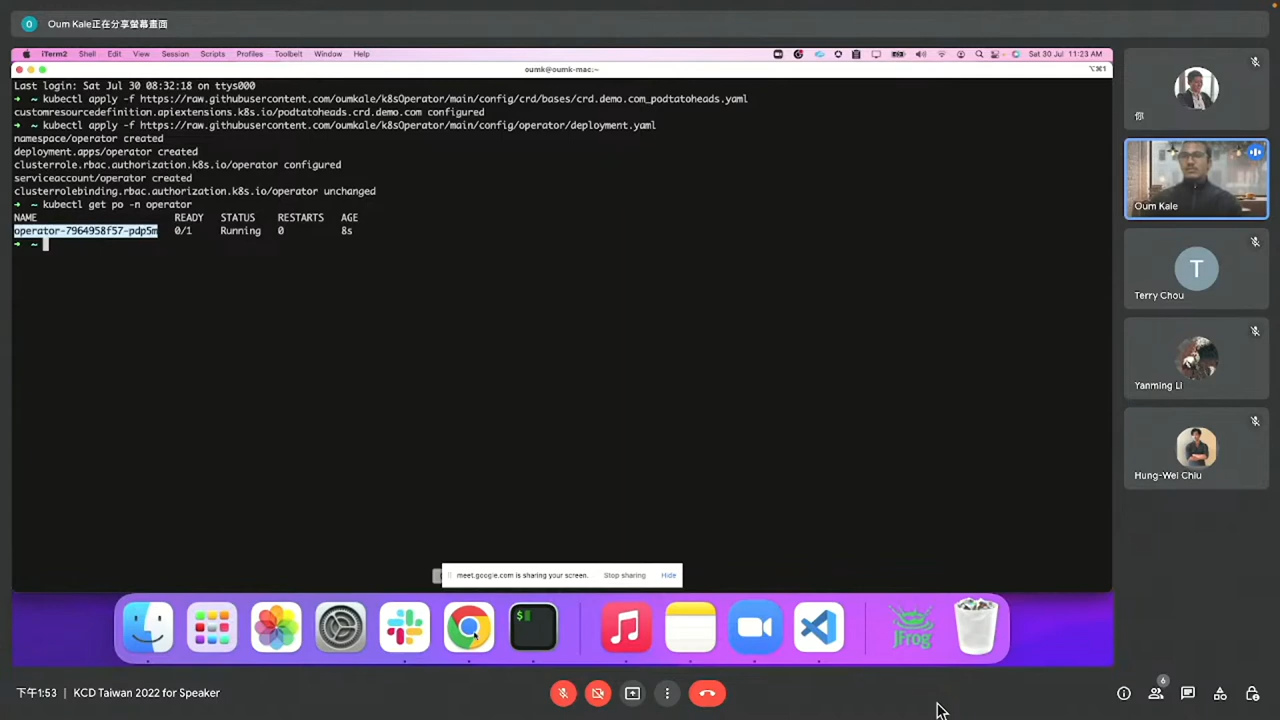 O
Oum Kale正在分享螢幕畫面
iTerm2 Shell Edit View Session Scripts Profiles Toolbelt Window Help
Sat 30 Jul 11:23 AM
oumk@oumk-mac:~
⌥⌘1
Last login: Sat Jul 30 08:32:18 on ttys000
➜ ~ kubectl apply -f https://raw.githubusercontent.com/oumkale/k8sOperator/main/config/crd/bases/crd.demo.com_podtatoheads.yaml
customresourcedefinition.apiextensions.k8s.io/podtatoheads.crd.demo.com configured
➜ ~ kubectl apply -f https://raw.githubusercontent.com/oumkale/k8sOperator/main/config/operator/deployment.yaml
namespace/operator created
deployment.apps/operator created
clusterrole.rbac.authorization.k8s.io/operator configured
serviceaccount/operator created
clusterrolebinding.rbac.authorization.k8s.io/operator unchanged
➜ ~ kubectl get po -n operator
NAME READY STATUS RESTARTS AGE
operator-7964958f57-pdp5m 0/1 Running 0 8s
➜ ~
meet.google.com is sharing your screen. Stop sharing Hide
$
JFrog
你
Oum Kale
T
Terry Chou
Yanming Li
Hung-Wei Chiu
下午1:53 | KCD Taiwan 2022 for Speaker
6